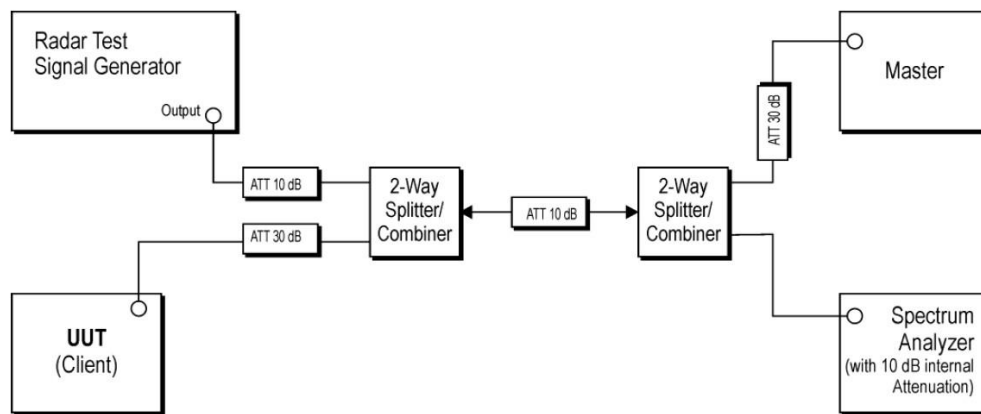 Radar Test
Signal Generator
Output
Master
ATT 30 dB
ATT 10 dB
2-Way
Splitter/
Combiner
ATT 10 dB
2-Way
Splitter/
Combiner
ATT 30 dB
UUT
(Client)
Spectrum
Analyzer
(with 10 dB internal
Attenuation)